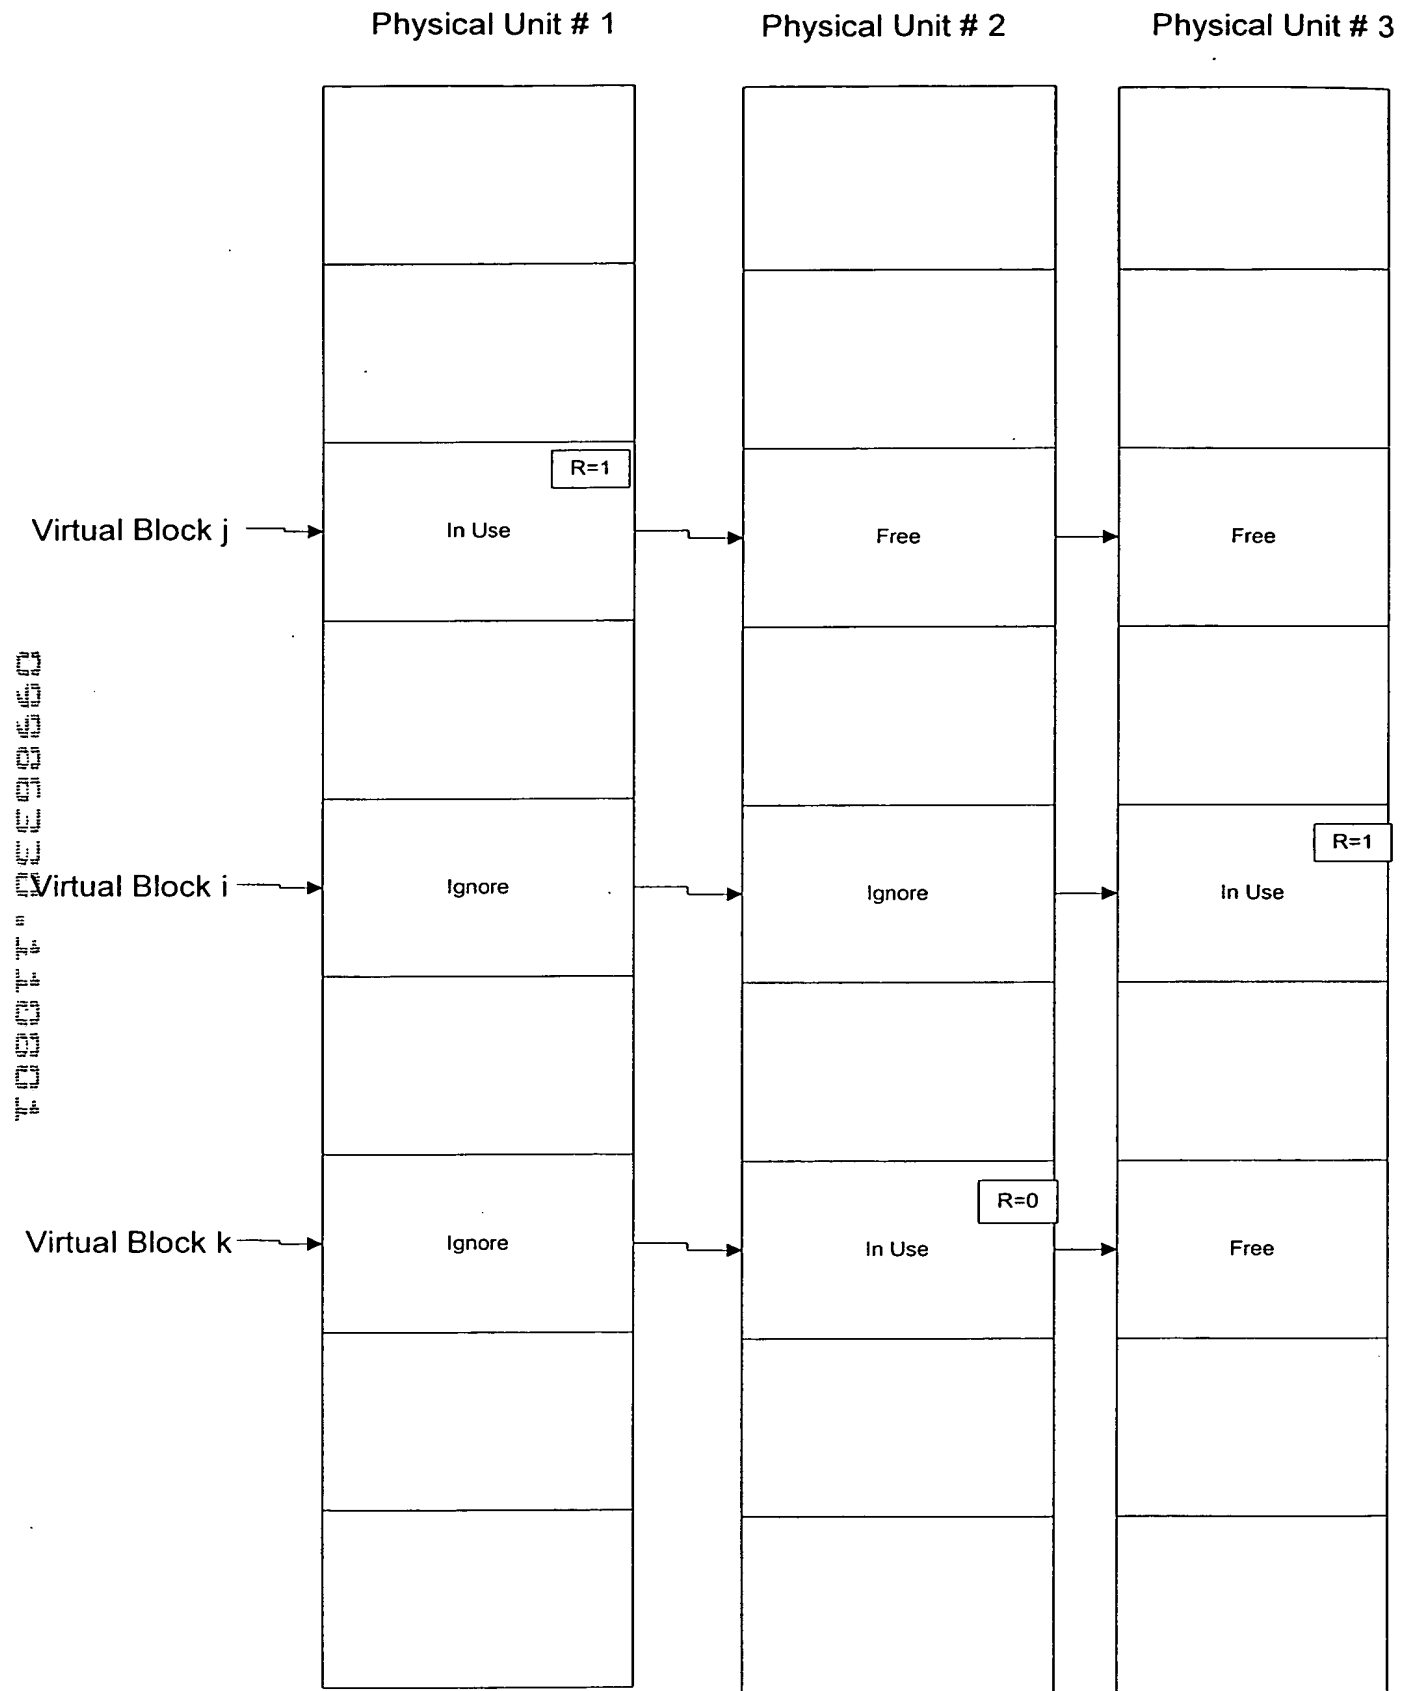 Physical Unit # 1 Physical Unit # 2 Physical Unit # 3
R=1
Virtual Block j In Use Free Free
R=1
Virtual Block i Ignore Ignore In Use
R=0
Virtual Block k Ignore In Use Free